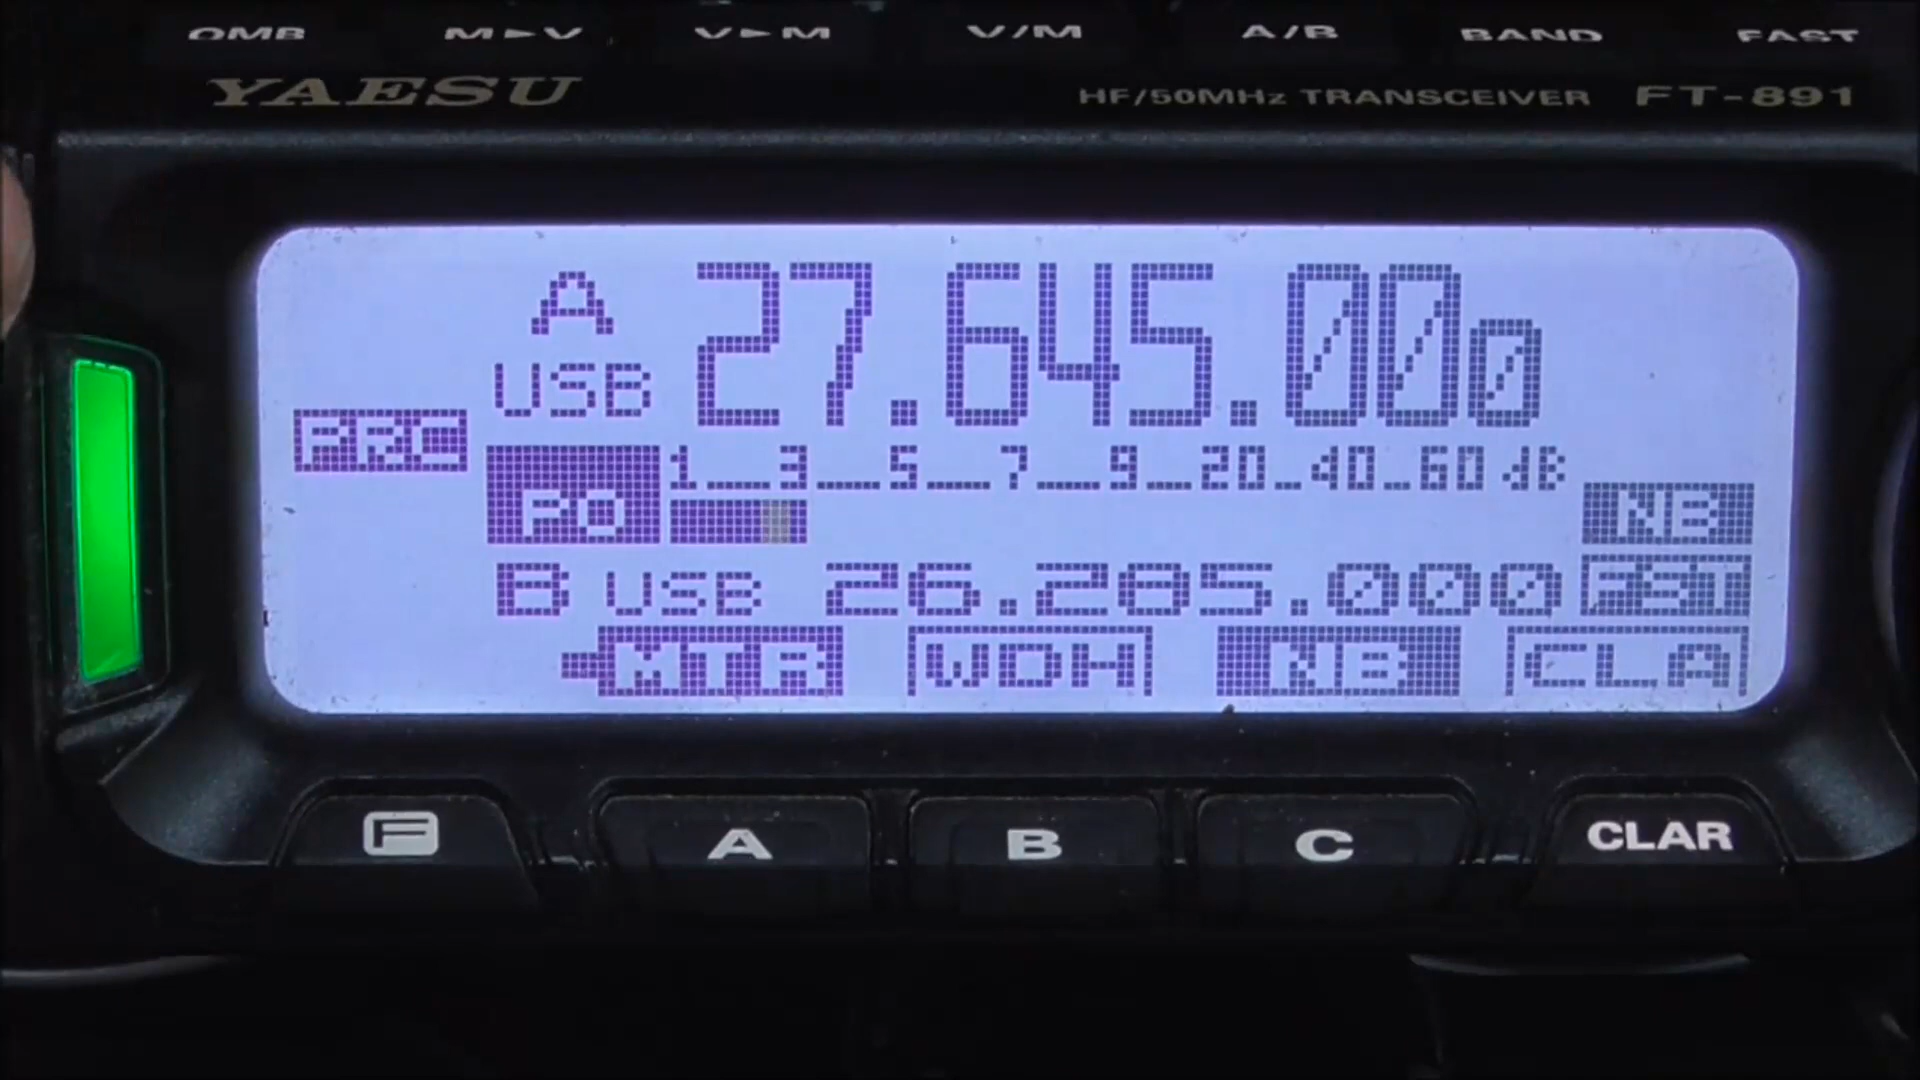 QMB M►V V►M V/M A/B BAND FAST
YAESU HF/50MHz TRANSCEIVER FT-891
A 27.645.000
USB
PRC
1 3 5 7 9 20 40 60 dB
PO NB
B USB 26.285.000 FST
MTR WDH NB CLA
F A B C CLAR